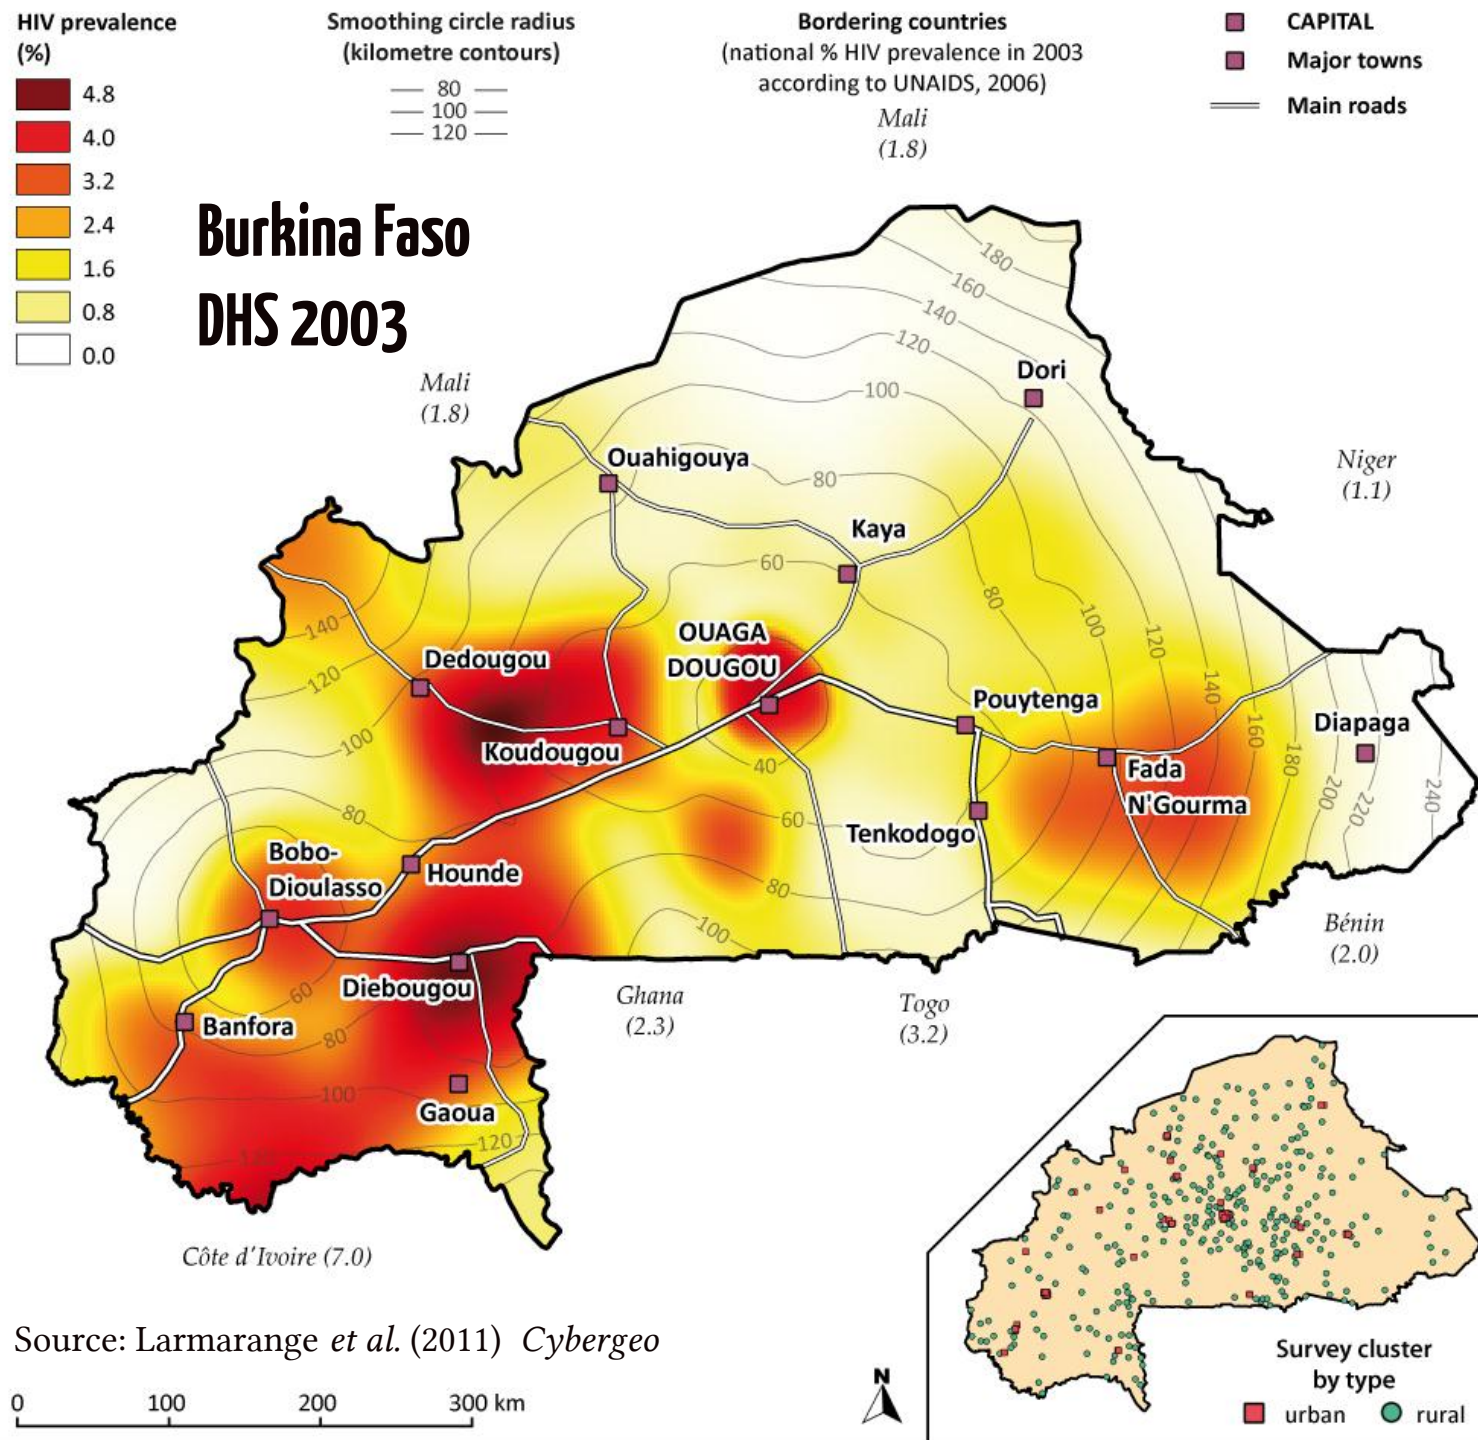 HIV prevalence
(%)
4.8
4.0
3.2
2.4
1.6
0.8
0.0
Smoothing circle radius
(kilometre contours)
80
100
120
Bordering countries
(national % HIV prevalence in 2003
according to UNAIDS, 2006)
CAPITAL
Major towns
Main roads
Burkina Faso
DHS 2003
Mali
(1.8)
Mali
(1.8)
180
160
140
120
100
80
60
Dori
Ouahigouya
Kaya
Niger
(1.1)
80
100
120
140
160
180
200
220
240
140
120
100
80
OUAGA
DOUGOU
Dedougou
Koudougou
Pouytenga
Diapaga
Fada
N'Gourma
Tenkodogo
40
60
80
100
Bobo-
Dioulasso
Hounde
Diebougou
Banfora
Gaoua
60
80
100
120
120
Ghana
(2.3)
Togo
(3.2)
Bénin
(2.0)
Côte d'Ivoire (7.0)
Source: Larmarange et al. (2011) Cybergeo
0 100 200 300 km
N
Survey cluster
by type
urban
rural